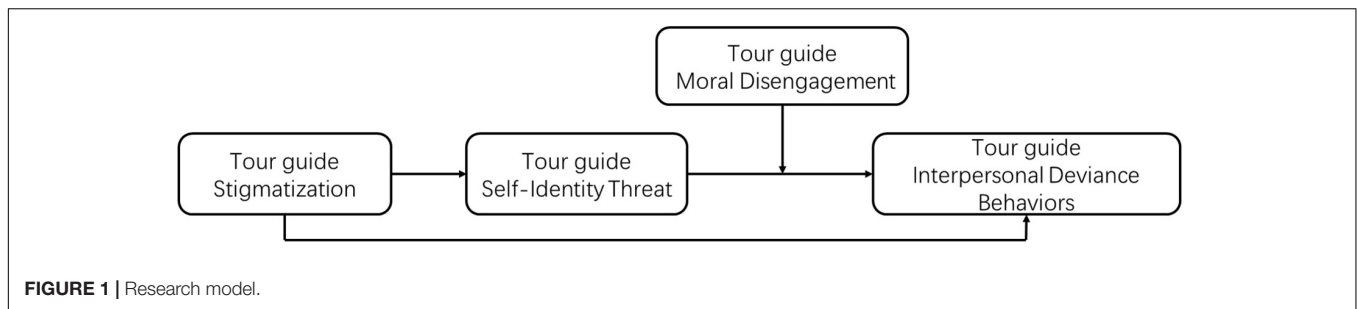 Tour guide
Moral Disengagement
Tour guide
Stigmatization
Tour guide
Self-Identity Threat
Tour guide
Interpersonal Deviance
Behaviors
FIGURE 1 | Research model.